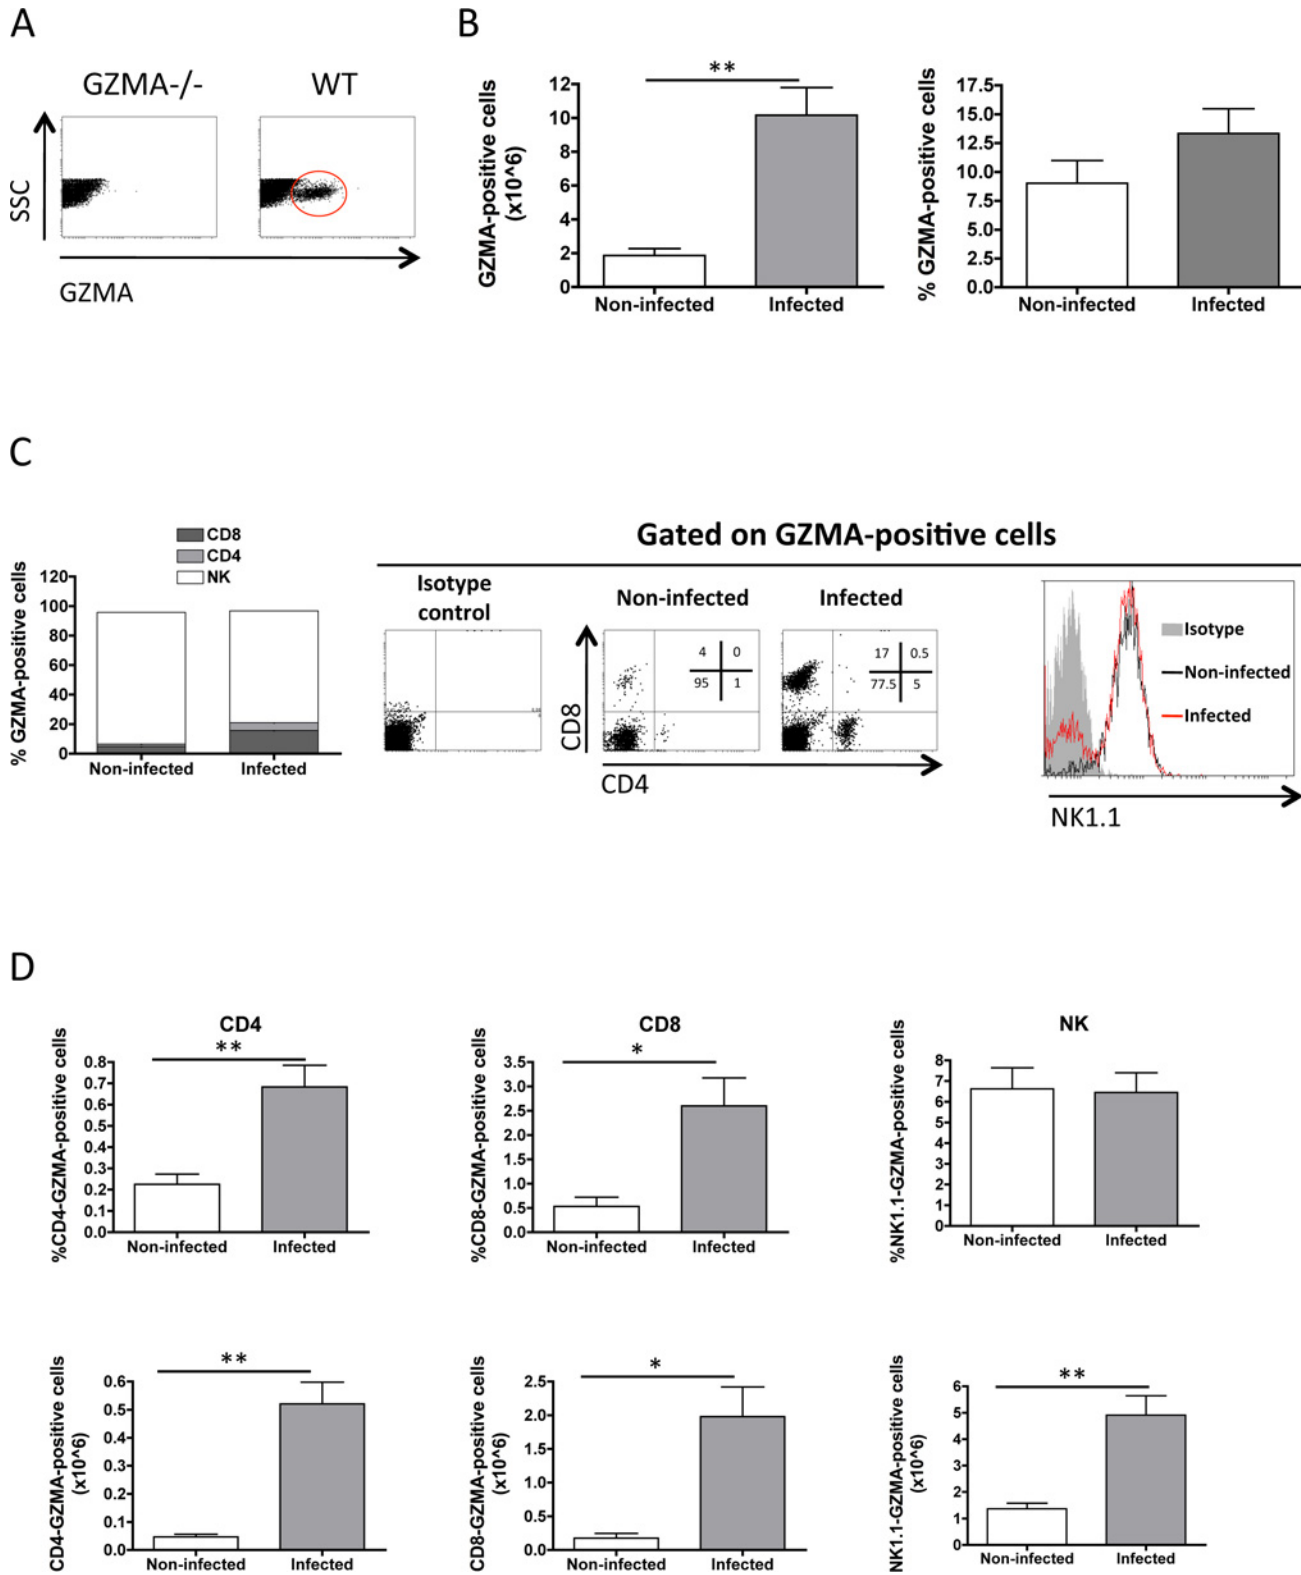 A
GZMA-/-
WT
SSC
GZMA
B
**
GZMA-positive cells
(x10^6)
12
10
8
6
4
2
0
Non-infected
Infected
% GZMA-positive cells
17.5
15.0
12.5
10.0
7.5
5.0
2.5
0.0
Non-infected
Infected
C
CD8
CD4
NK
% GZMA-positive cells
120
100
80
60
40
20
0
Non-infected
Infected
Gated on GZMA-positive cells
Isotype
control
Non-infected
Infected
4
0
95
1
17
0.5
77.5
5
CD8
CD4
Isotype
Non-infected
Infected
NK1.1
D
CD4
**
%CD4-GZMA-positive cells
0.8
0.7
0.6
0.5
0.4
0.3
0.2
0.1
0.0
Non-infected
Infected
CD8
*
%CD8-GZMA-positive cells
3.5
3.0
2.5
2.0
1.5
1.0
0.5
0.0
Non-infected
Infected
NK
%NK1.1-GZMA-positive cells
8
7
6
5
4
3
2
1
0
Non-infected
Infected
**
CD4-GZMA-positive cells
(x10^6)
0.6
0.5
0.4
0.3
0.2
0.1
0.0
Non-infected
Infected
*
CD8-GZMA-positive cells
(x10^6)
2.5
2.0
1.5
1.0
0.5
0.0
Non-infected
Infected
**
NK1.1-GZMA-positive cells
(x10^6)
6
5
4
3
2
1
0
Non-infected
Infected